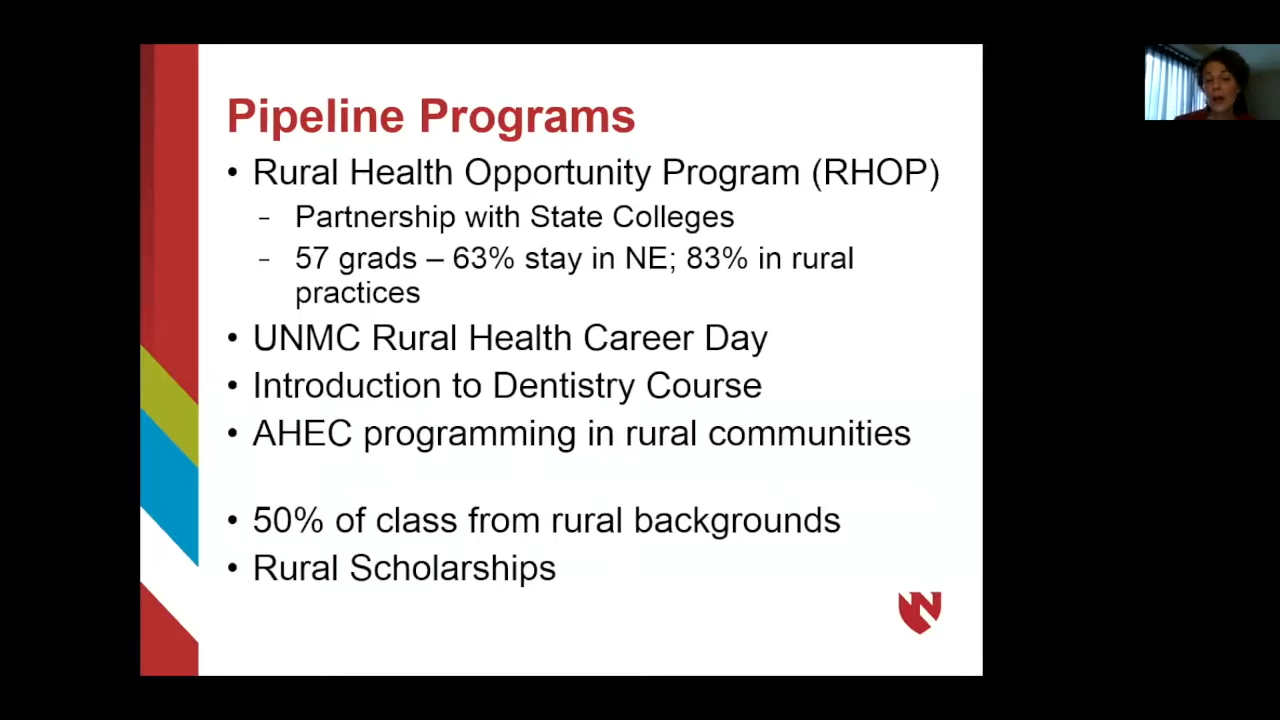 Pipeline Programs
• Rural Health Opportunity Program (RHOP)
– Partnership with State Colleges
– 57 grads – 63% stay in NE; 83% in rural
practices
• UNMC Rural Health Career Day
• Introduction to Dentistry Course
• AHEC programming in rural communities
• 50% of class from rural backgrounds
• Rural Scholarships
N